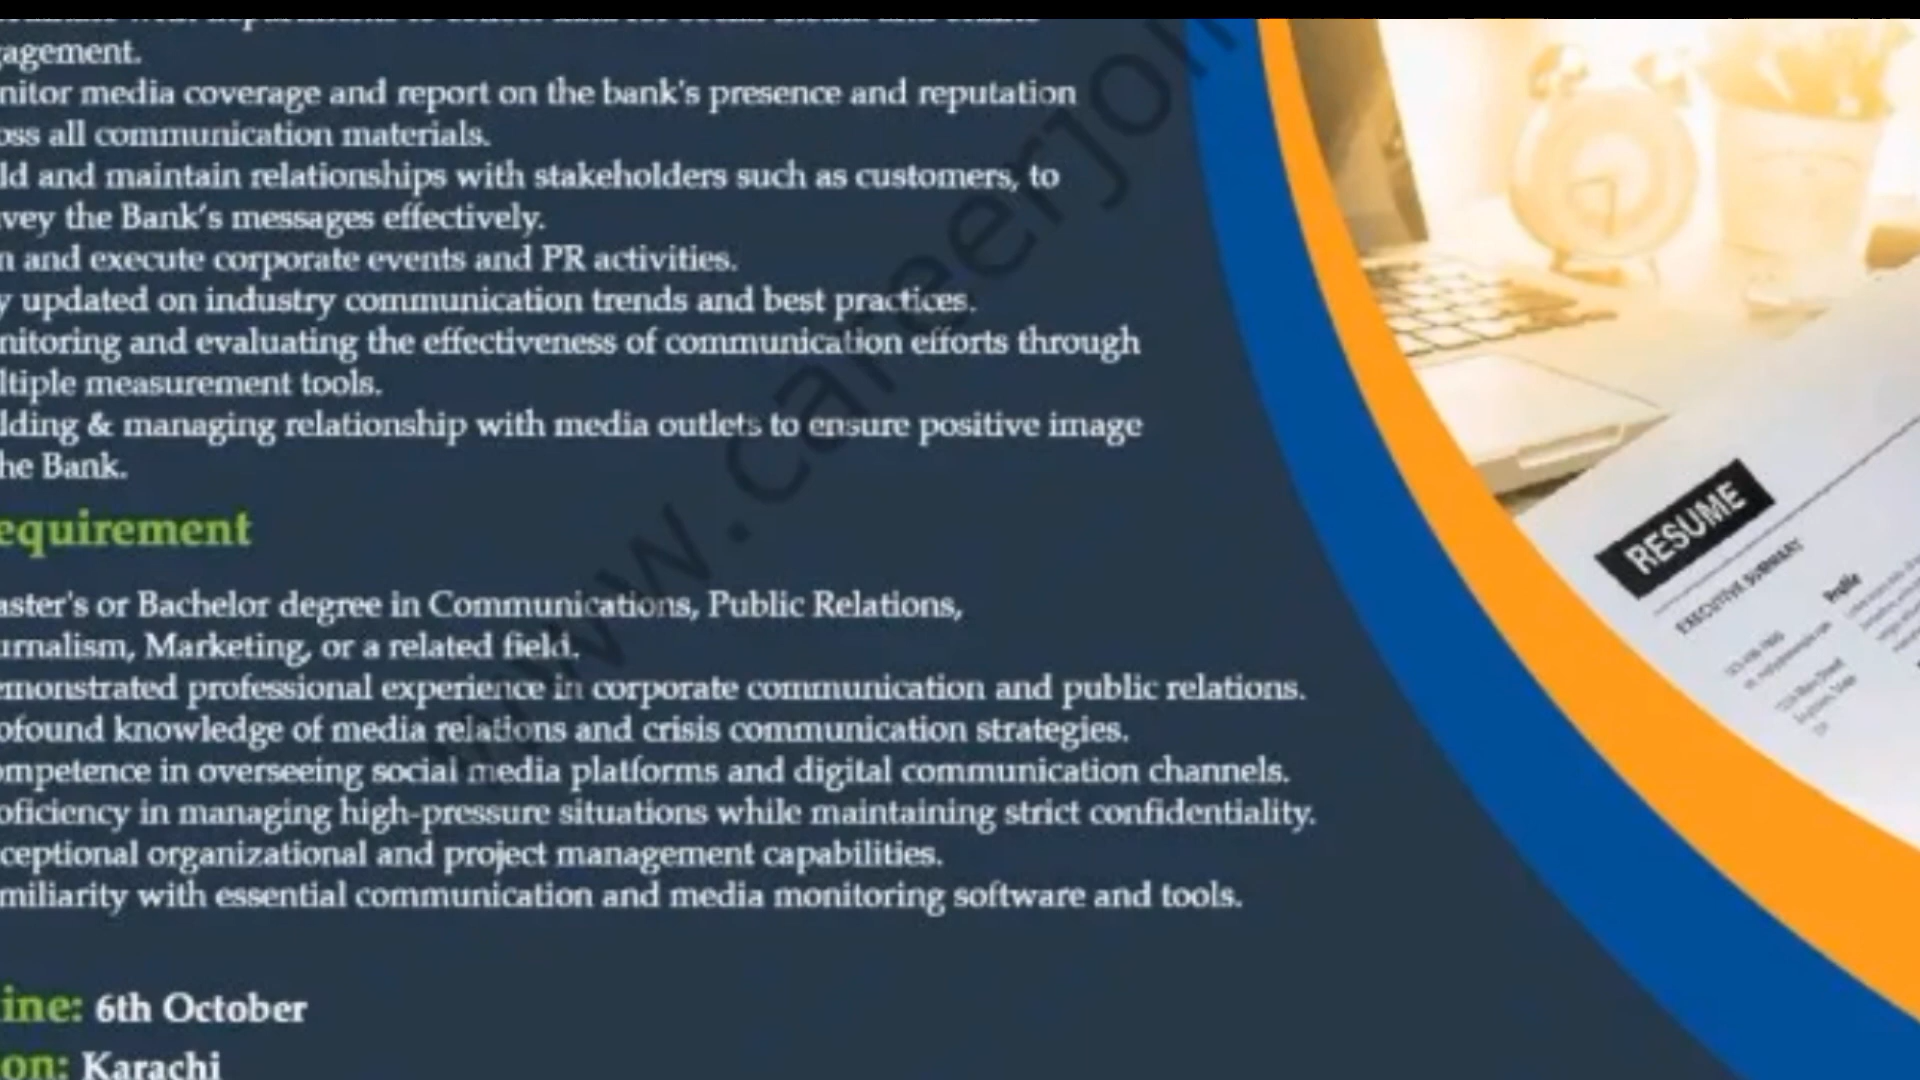 gagement.
nitor media coverage and report on the bank's presence and reputation
oss all communication materials.
ld and maintain relationships with stakeholders such as customers, to
vey the Bank's messages effectively.
n and execute corporate events and PR activities.
y updated on industry communication trends and best practices.
nitoring and evaluating the effectiveness of communication efforts through
ltiple measurement tools.
lding & managing relationship with media outlets to ensure positive image
he Bank.
equirement
aster's or Bachelor degree in Communications, Public Relations,
urnalism, Marketing, or a related field.
emonstrated professional experience in corporate communication and public relations.
ofound knowledge of media relations and crisis communication strategies.
ompetence in overseeing social media platforms and digital communication channels.
oficiency in managing high-pressure situations while maintaining strict confidentiality.
ceptional organizational and project management capabilities.
miliarity with essential communication and media monitoring software and tools.
ine: 6th October
on: Karachi
www.careerjoi
RESUME
EXECUTIVE SUMMARY
Profile